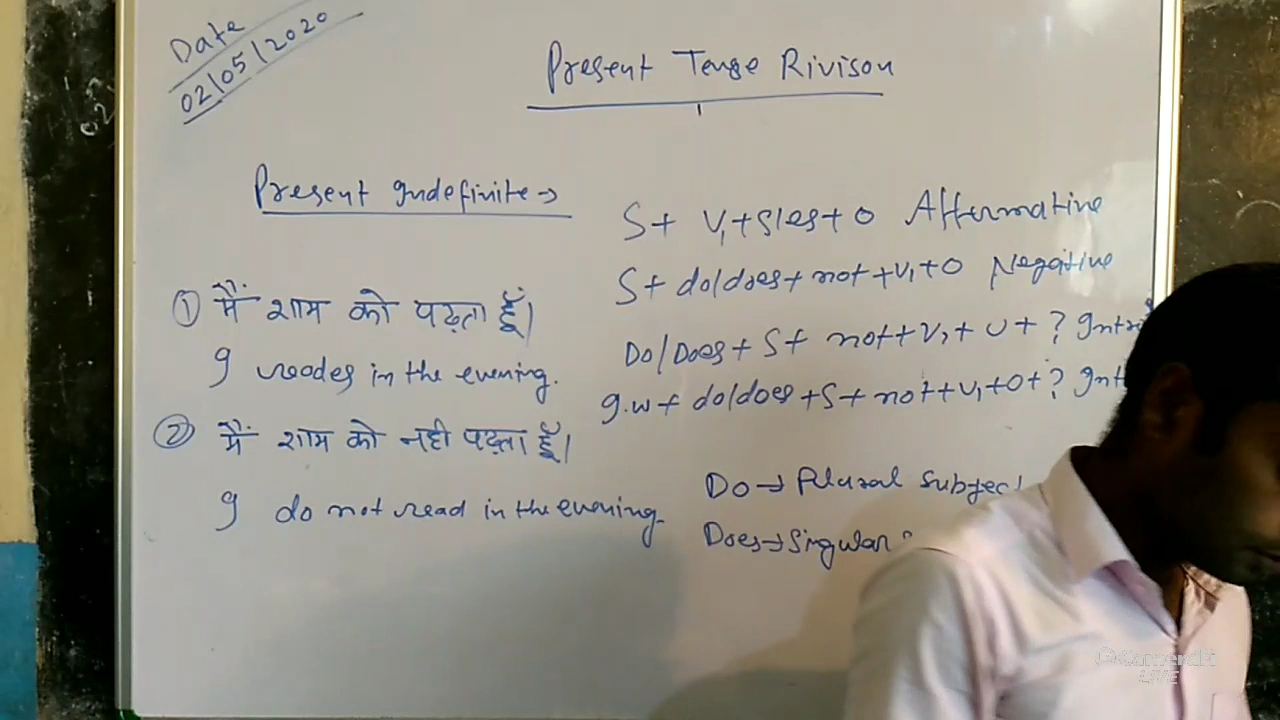 Date
02/05/2020
Present Tense Rivison
Present Indefinite →
S + V₁ + s/es + O Affermative
S + do/does + not + V₁ + O Negative
Do/Does + S + not + V₁ + O + ?
I.W + do/does + S + not + V₁ + O + ?
Do → Plural Subject
Does → Singular
① मैं शाम को पढ़ता हूँ।
I reades in the evening.
② मैं शाम को नही पढ़ता हूँ।
I do not read in the evening.
LIVE